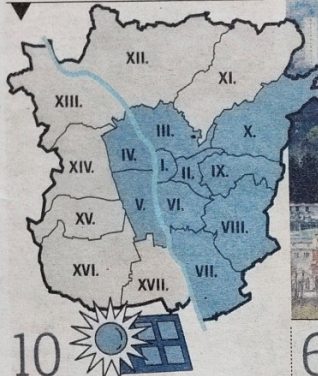 XII.
XI.
XIII.
III.
X.
XIV.
IV.
I.
II.
IX.
XV.
V.
VI.
VIII.
XVI.
XVII.
VII.
10
6